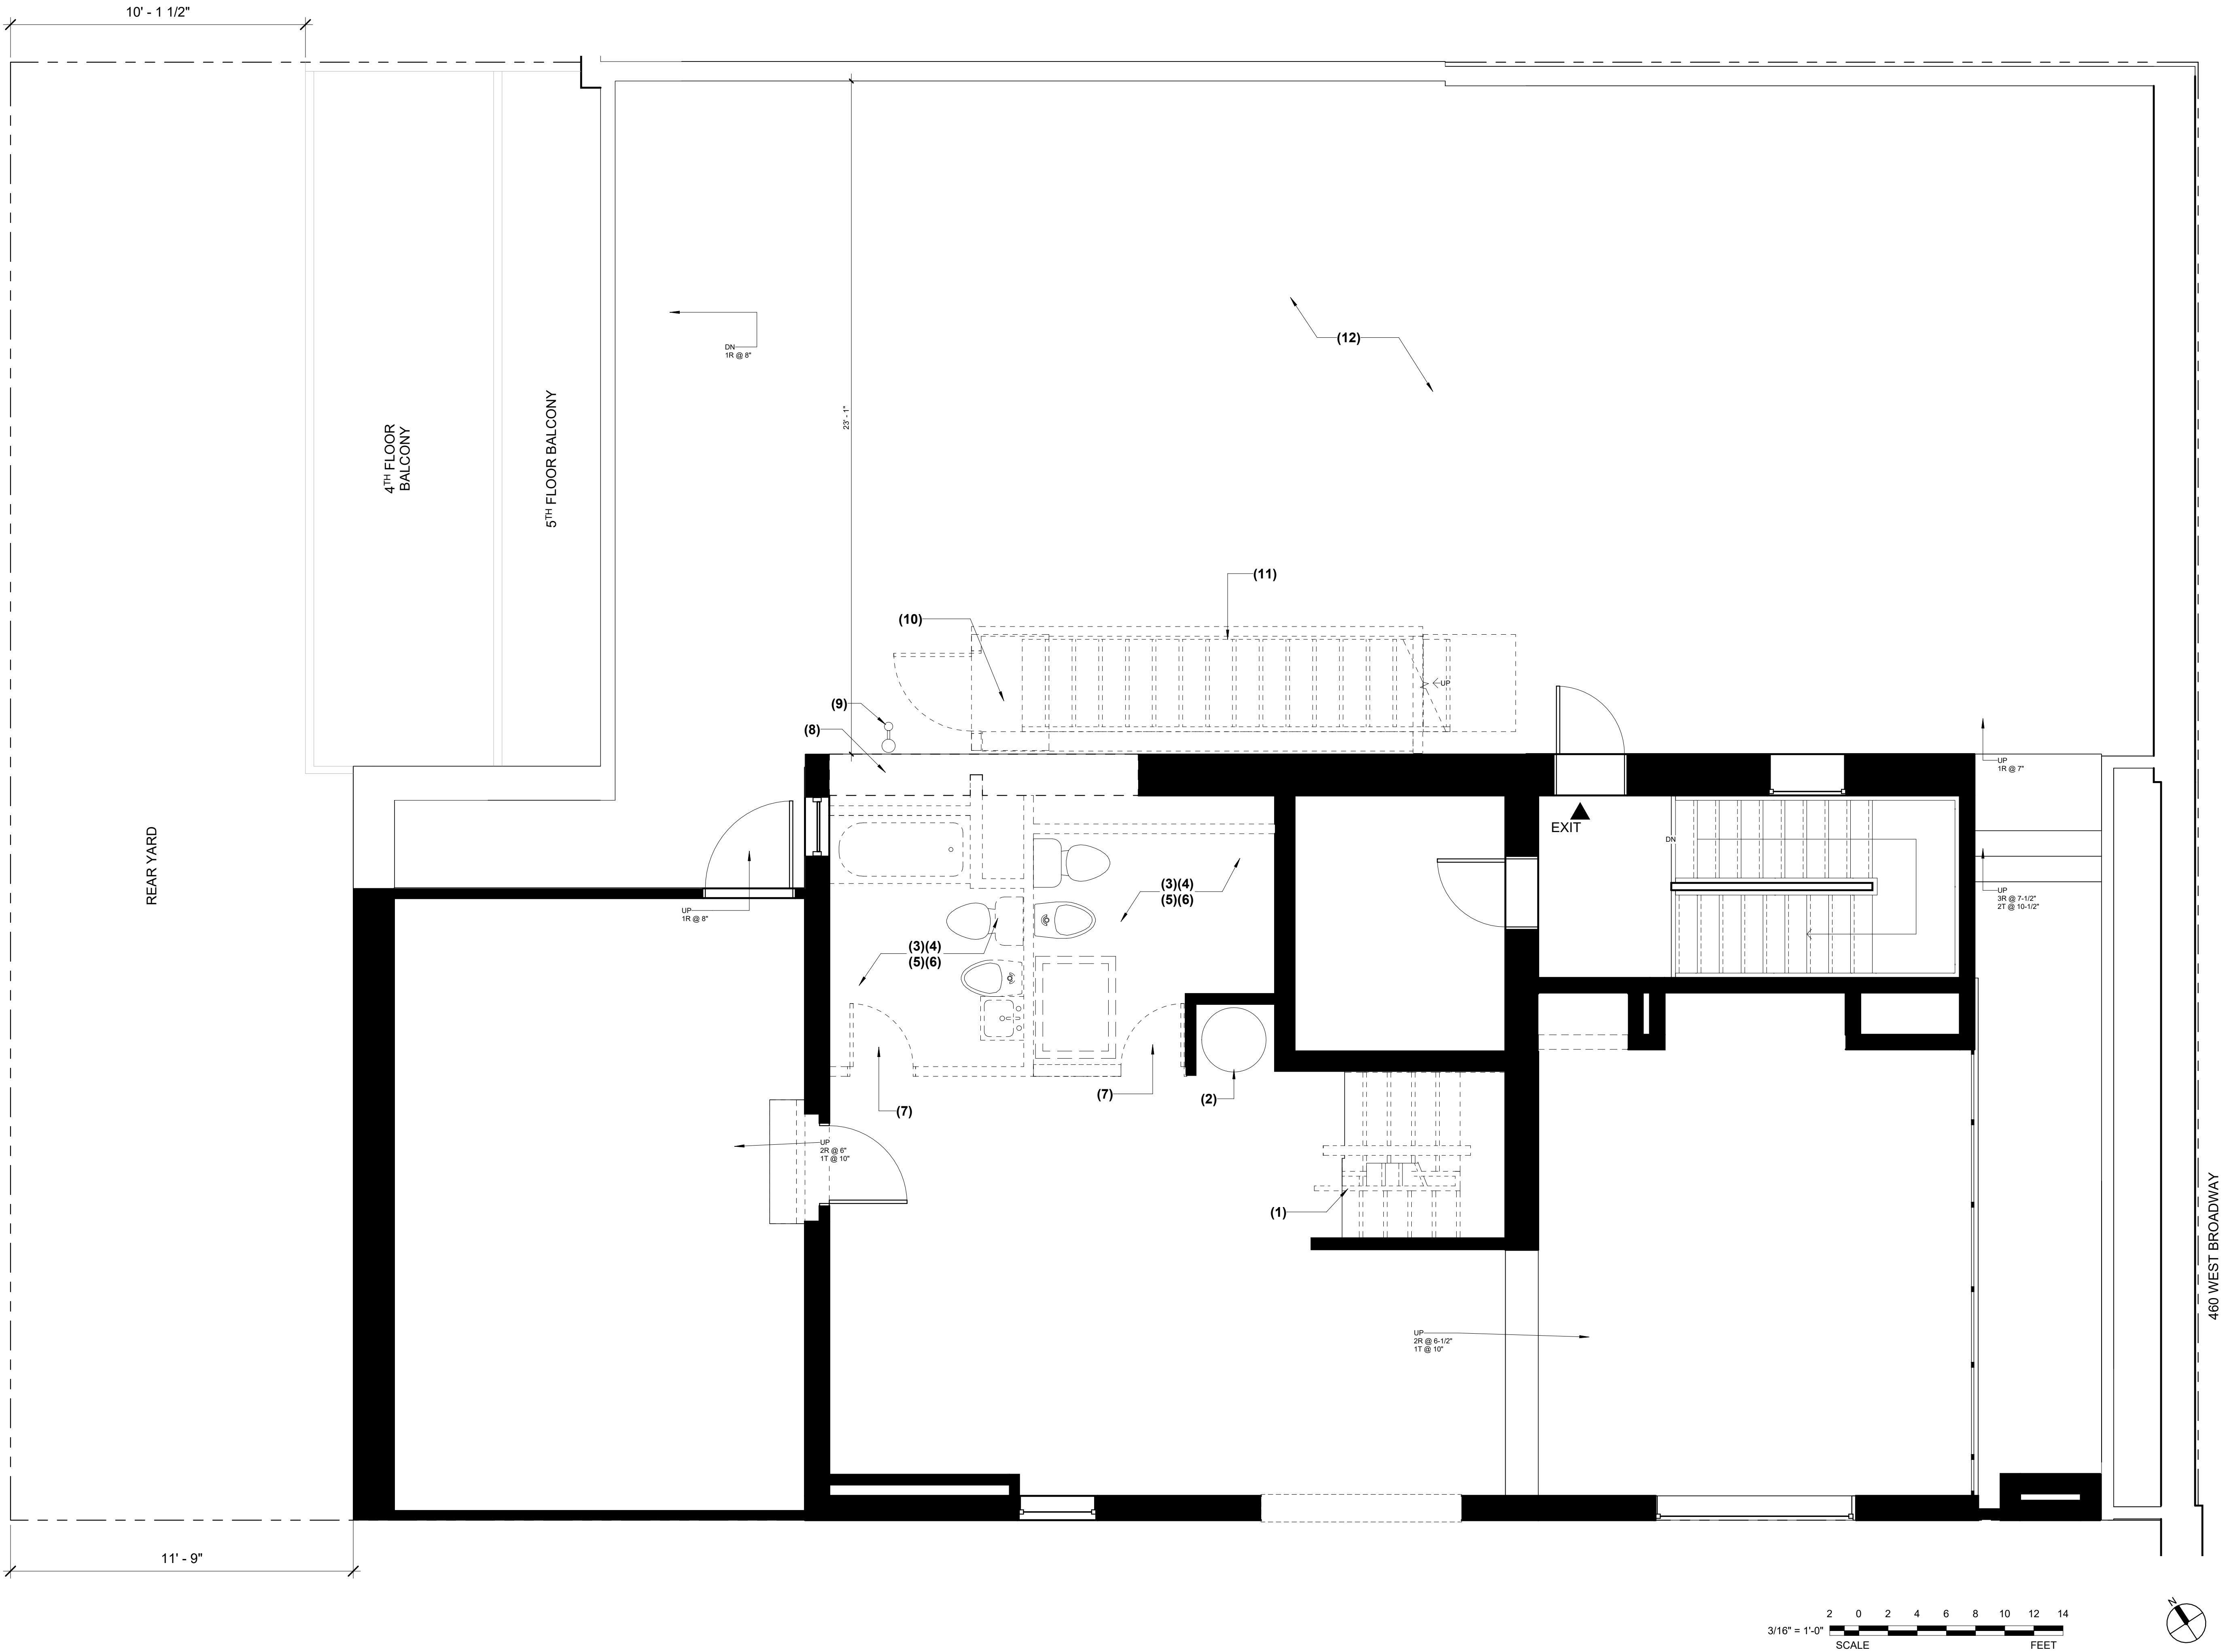 10' - 1 1/2"
DN
1R @ 8"
(12)
23' - 1"
4TH FLOOR
BALCONY
5TH FLOOR BALCONY
(11)
(10)
UP
(9)
(8)
UP
1R @ 7"
EXIT
DN
REAR YARD
(3)(4)
(5)(6)
UP
3R @ 7-1/2"
2T @ 10-1/2"
UP
1R @ 8"
(3)(4)
(5)(6)
(7)
(7)
(2)
UP
2R @ 6"
1T @ 10"
(1)
460 WEST BROADWAY
UP
2R @ 6-1/2"
1T @ 10"
11' - 9"
N
2 0 2 4 6 8 10 12 14
3/16" = 1'-0"
SCALE FEET